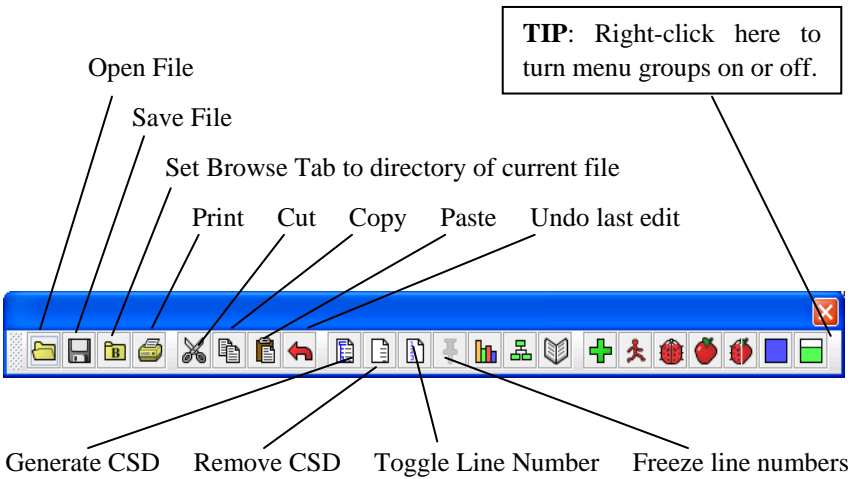 TIP: Right-click here to
turn menu groups on or off.
Open File
Save File
Set Browse Tab to directory of current file
Print Cut Copy Paste Undo last edit
B
Generate CSD Remove CSD Toggle Line Number Freeze line numbers